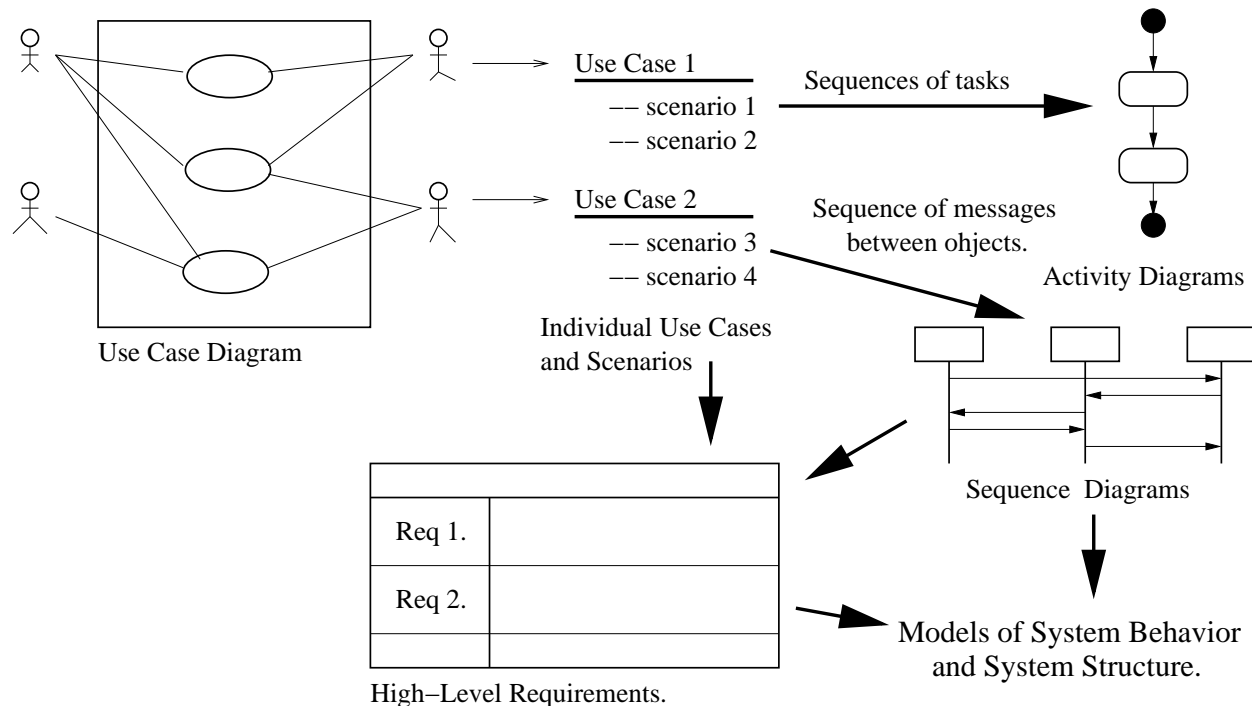 Use Case 1
−− scenario 1
−− scenario 2
Sequences of tasks
Use Case 2
−− scenario 3
−− scenario 4
Sequence of messages
between ohjects.
Activity Diagrams
Use Case Diagram
Individual Use Cases
and Scenarios
Sequence Diagrams
Req 1.
Req 2.
Models of System Behavior
and System Structure.
High−Level Requirements.